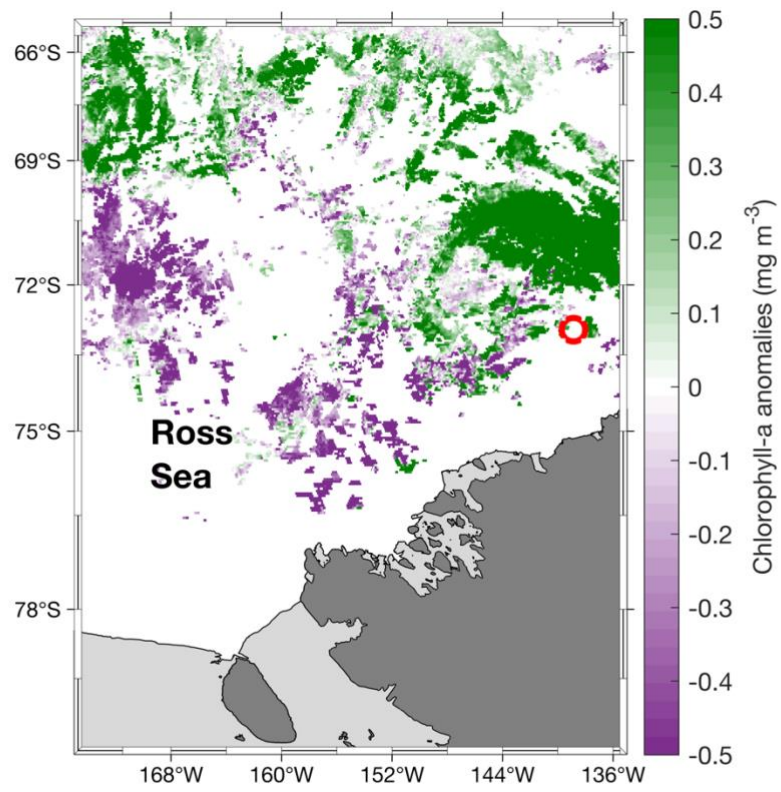 66°S
69°S
72°S
75°S
78°S
Ross
Sea
168°W
160°W
152°W
144°W
136°W
0.5
0.4
0.3
0.2
0.1
0
-0.1
-0.2
-0.3
-0.4
-0.5
Chlorophyll-a anomalies (mg m⁻³)